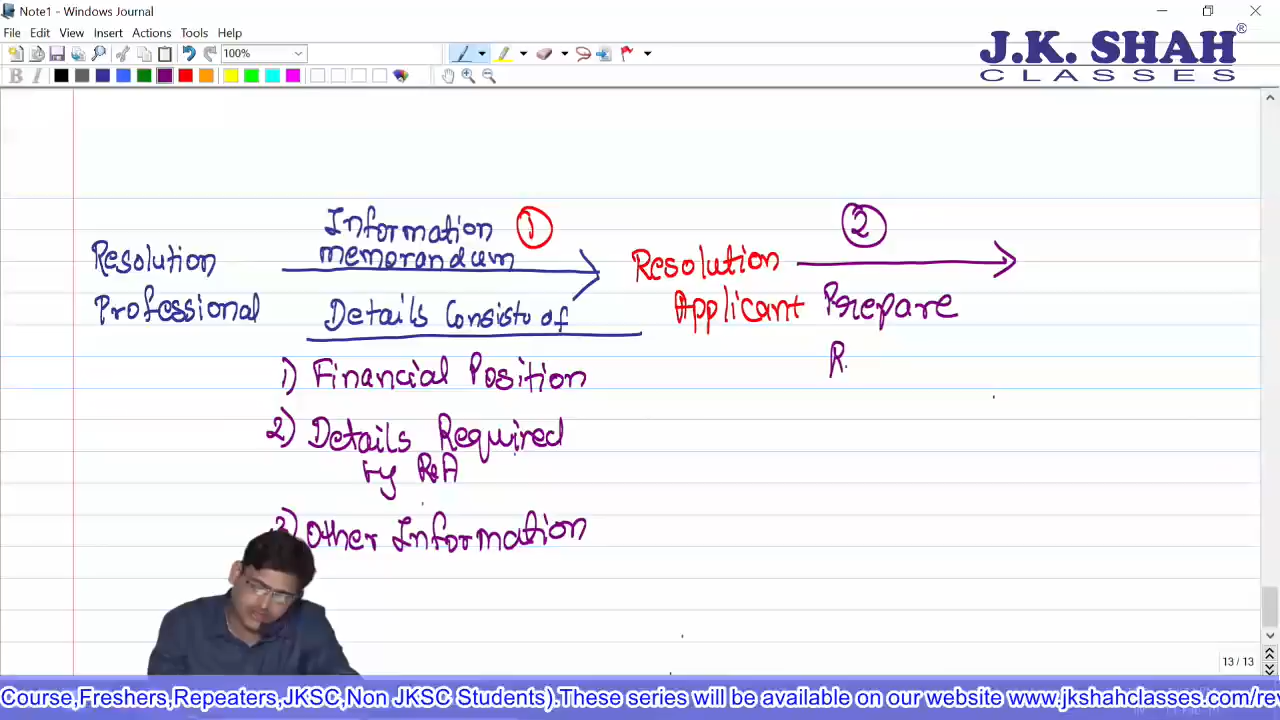 Note1 - Windows Journal
File Edit View Insert Actions Tools Help
100%
J.K. SHAH®
CLASSES
Information
memorandum
1
2
Resolution
Professional
Resolution
Applicant
Details Consists of
Prepare
R.
1) Financial Position
2) Details Required
by RA
3) Other Information
13 / 13
Course,Freshers,Repeaters,JKSC,Non JKSC Students).These series will be available on our website www.jkshahclasses.com/rev